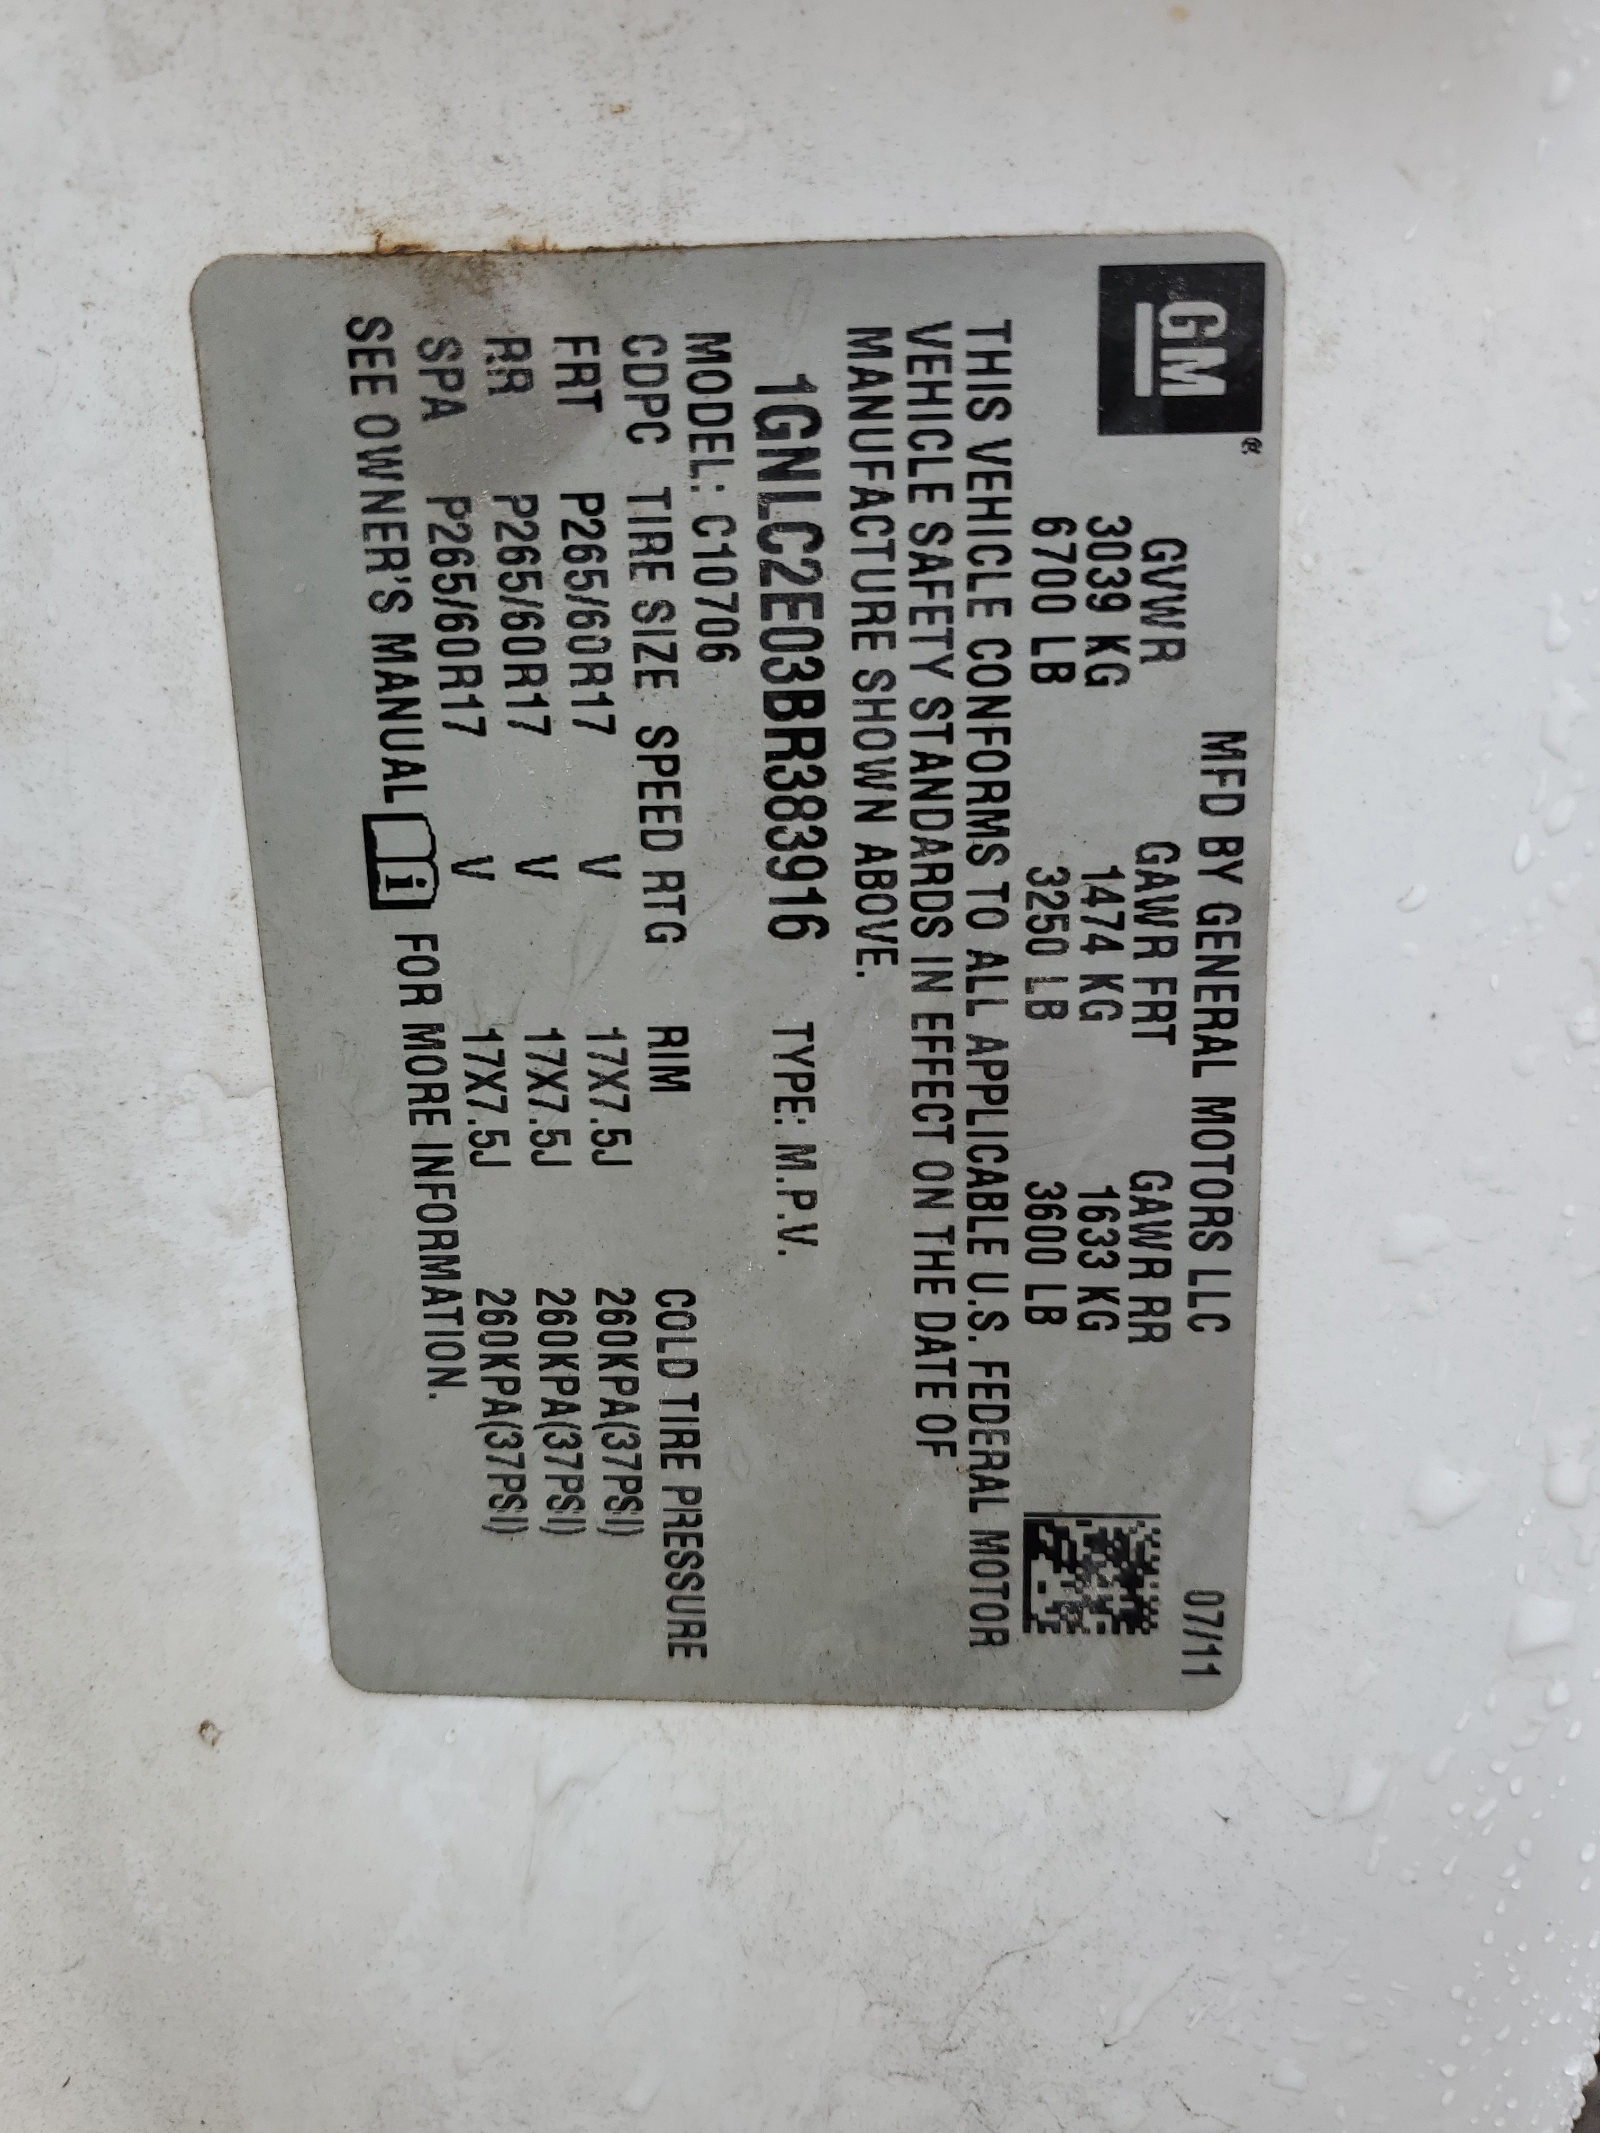 GM®
MFD BY GENERAL MOTORS LLC 07/11
GVWR GAWR FRT GAWR RR
3039 KG 1474 KG 1633 KG
6700 LB 3250 LB 3600 LB
THIS VEHICLE CONFORMS TO ALL APPLICABLE U.S. FEDERAL MOTOR
VEHICLE SAFETY STANDARDS IN EFFECT ON THE DATE OF
MANUFACTURE SHOWN ABOVE.
1GNLC2E03BR383916 TYPE: M.P.V.
MODEL: C10706
CDPC TIRE SIZE SPEED RTG RIM COLD TIRE PRESSURE
FRT P265/60R17 V 17X7.5J 260KPA(37PSI)
RR P265/60R17 V 17X7.5J 260KPA(37PSI)
SPA P265/60R17 V 17X7.5J 260KPA(37PSI)
SEE OWNER'S MANUAL i FOR MORE INFORMATION.